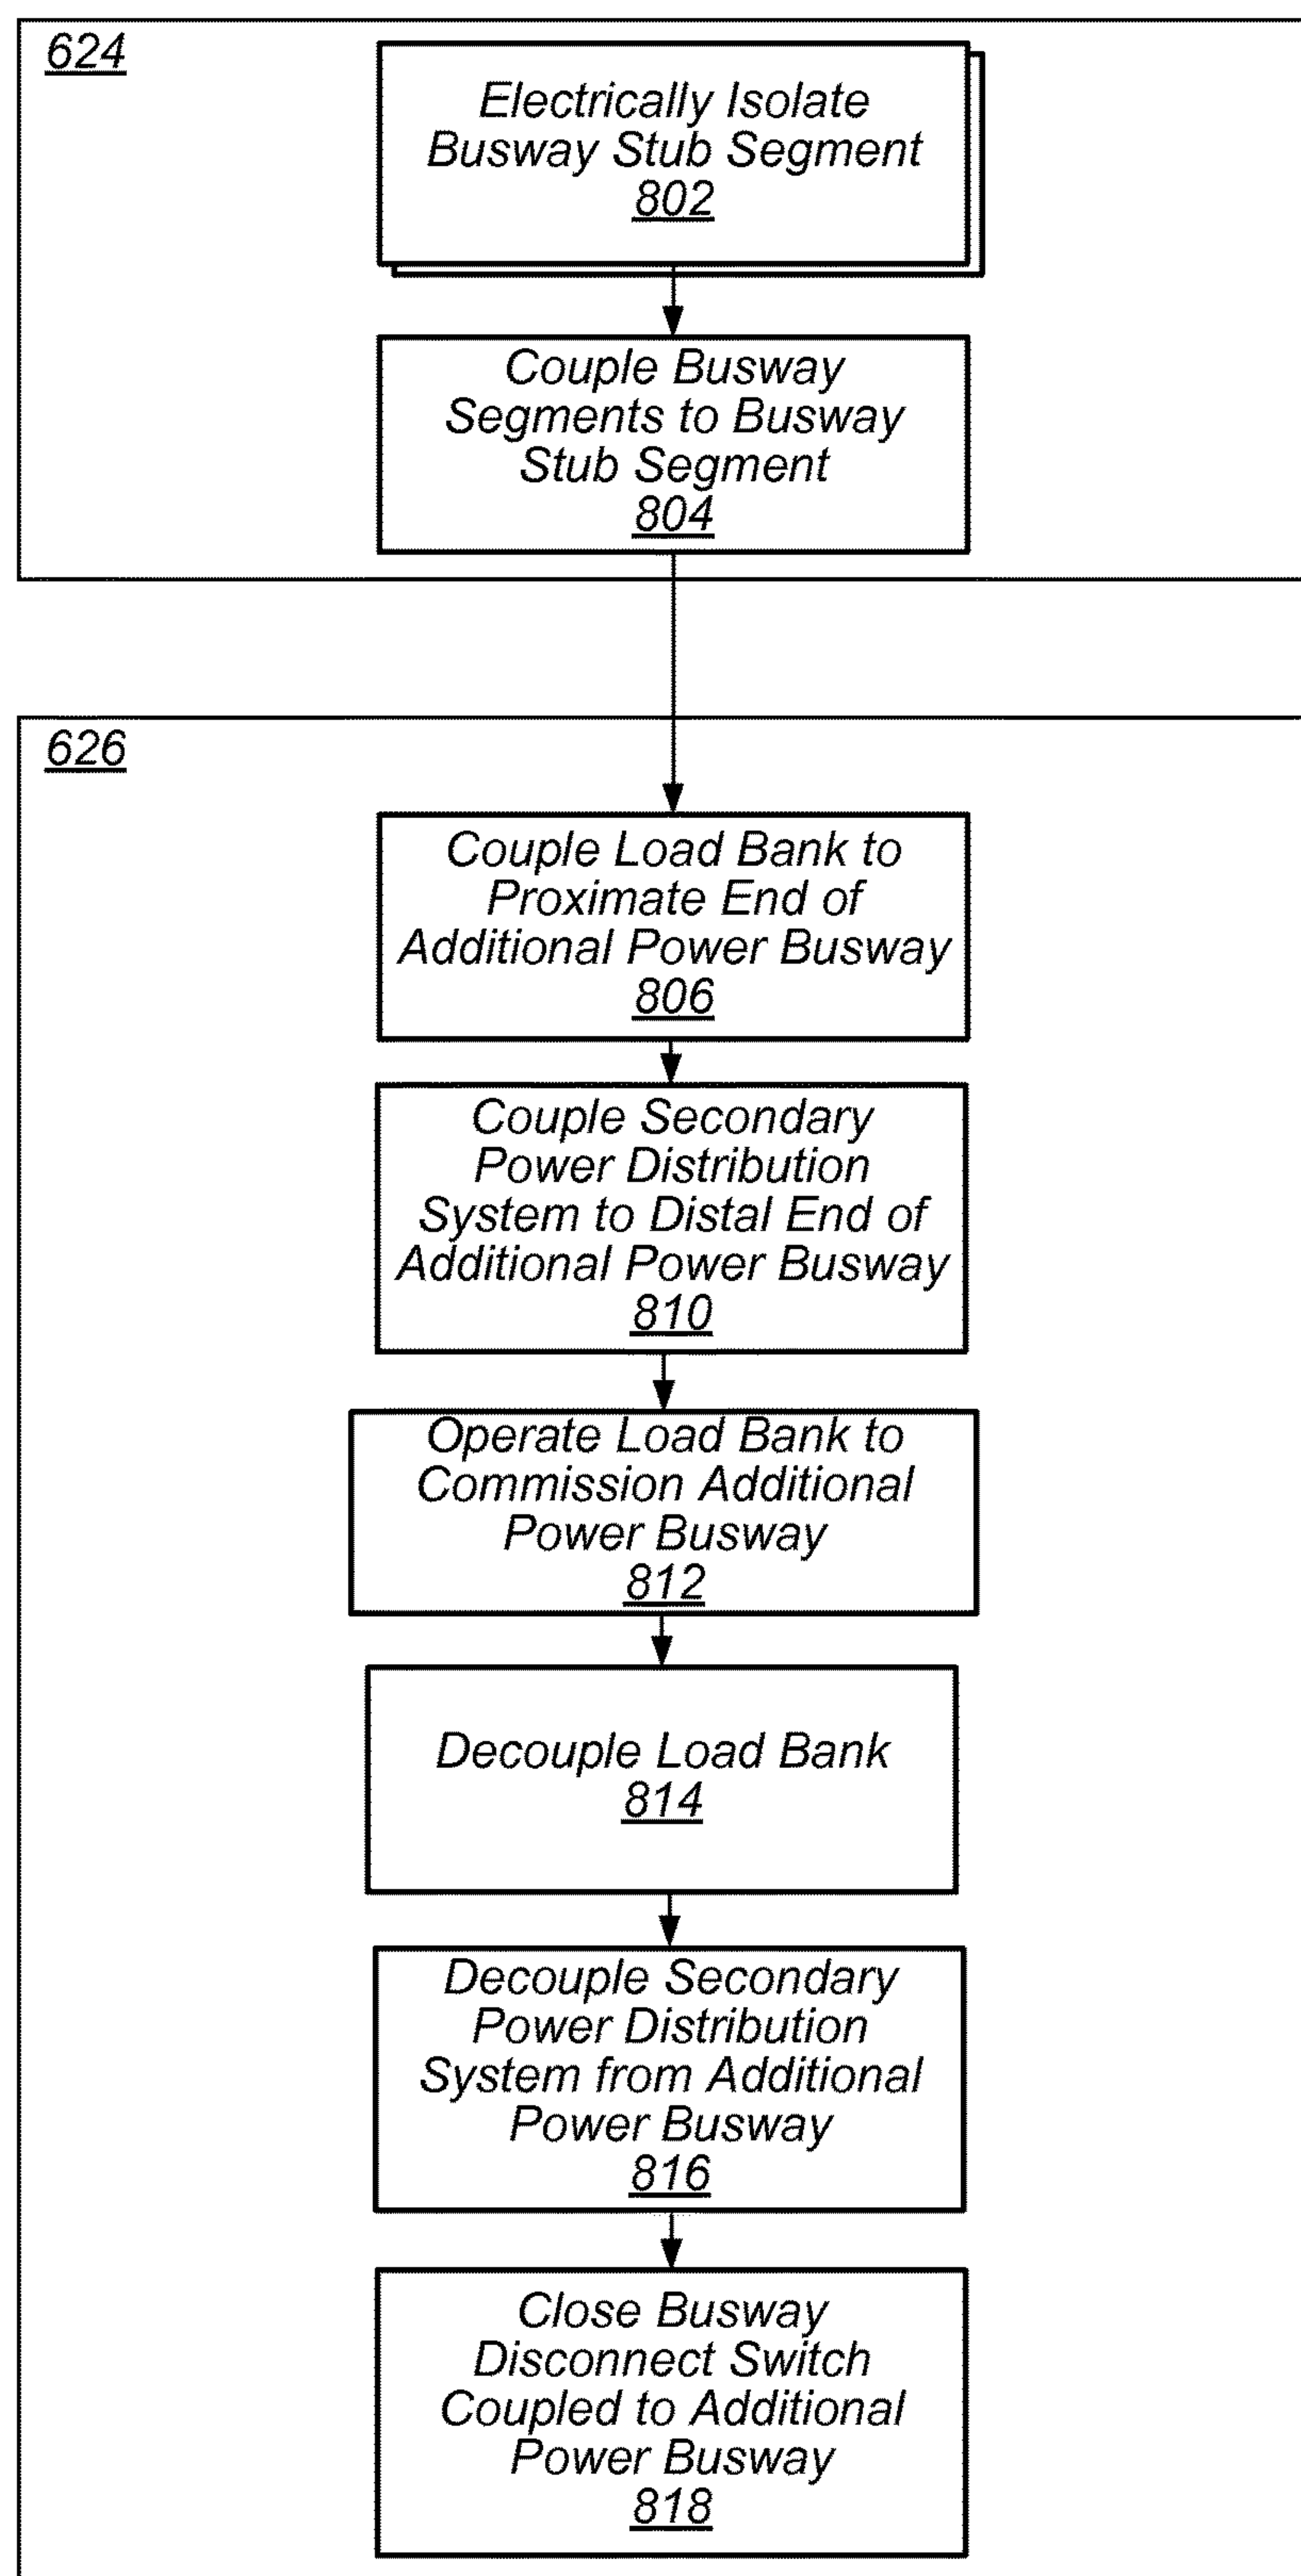 624
Electrically Isolate
Busway Stub Segment
802
Couple Busway
Segments to Busway
Stub Segment
804
626
Couple Load Bank to
Proximate End of
Additional Power Busway
806
Couple Secondary
Power Distribution
System to Distal End of
Additional Power Busway
810
Operate Load Bank to
Commission Additional
Power Busway
812
Decouple Load Bank
814
Decouple Secondary
Power Distribution
System from Additional
Power Busway
816
Close Busway
Disconnect Switch
Coupled to Additional
Power Busway
818